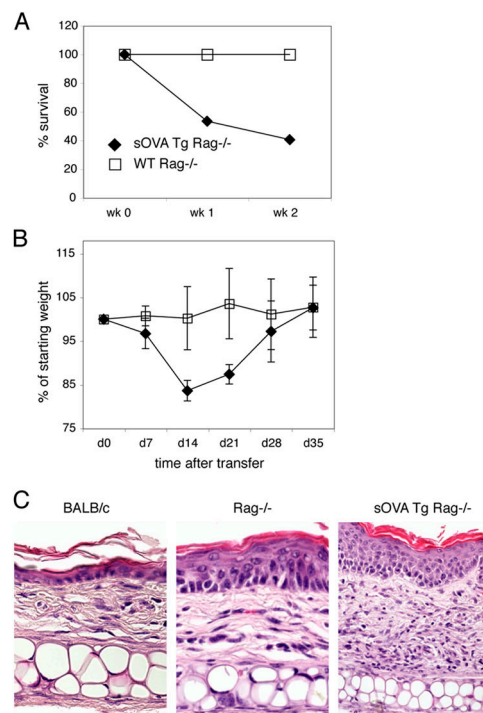 A
120
100
80
60
40
20
0
% survival
sOVA Tg Rag-/-
WT Rag-/-
wk 0 wk 1 wk 2
B
115
105
95
85
75
% of starting weight
d0 d7 d14 d21 d28 d35
time after transfer
C
BALB/c Rag-/- sOVA Tg Rag-/-